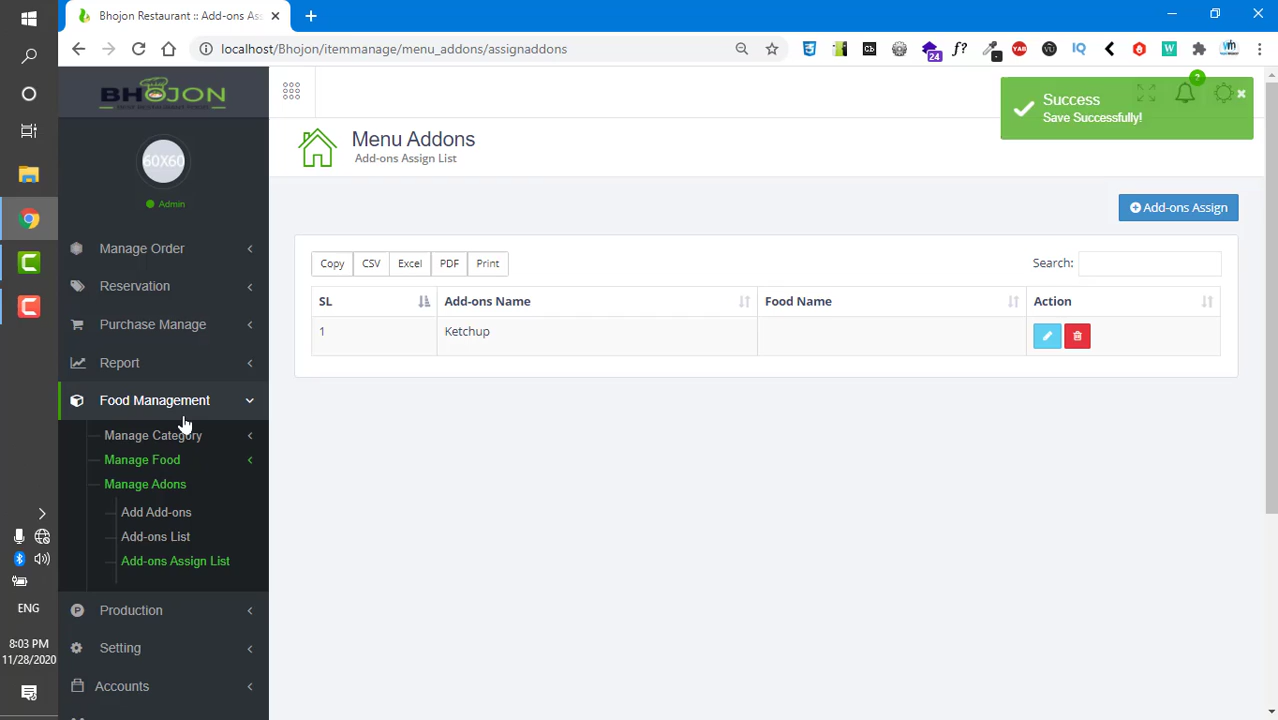 Bhojon Restaurant :: Add-ons Ass
localhost/Bhojon/itemmanage/menu_addons/assignaddons
24
BHOJON
60X60
Admin
Manage Order
Reservation
Purchase Manage
Report
Food Management
Manage Category
Manage Food
Manage Adons
Add Add-ons
Add-ons List
Add-ons Assign List
Production
Setting
Accounts
Menu Addons
Add-ons Assign List
Success
Save Successfully!
Add-ons Assign
Copy CSV Excel PDF Print
Search:
SL Add-ons Name Food Name Action
1 Ketchup
ENG
8:03 PM
11/28/2020